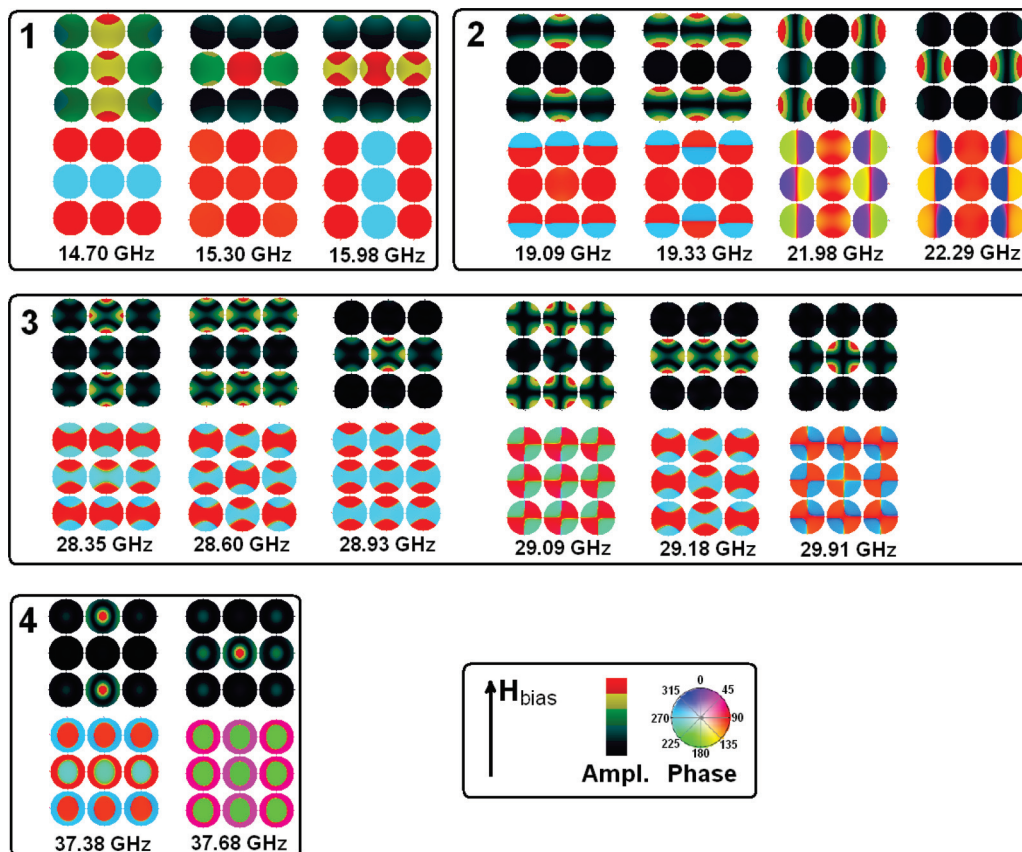 1
14.70 GHz 15.30 GHz 15.98 GHz
2
19.09 GHz 19.33 GHz 21.98 GHz 22.29 GHz
3
28.35 GHz 28.60 GHz 28.93 GHz 29.09 GHz 29.18 GHz 29.91 GHz
4
37.38 GHz 37.68 GHz
Hbias
0
315 45
270 90
225 135
180
Ampl. Phase